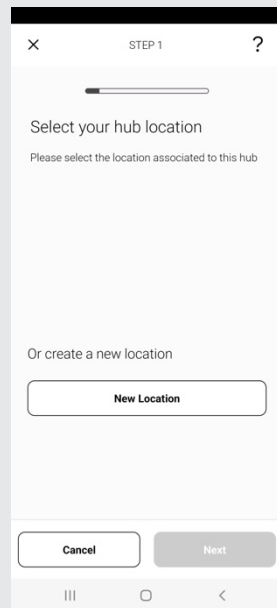 STEP 1
?
Select your hub location
Please select the location associated to this hub
Or create a new location
New Location
Cancel
Next